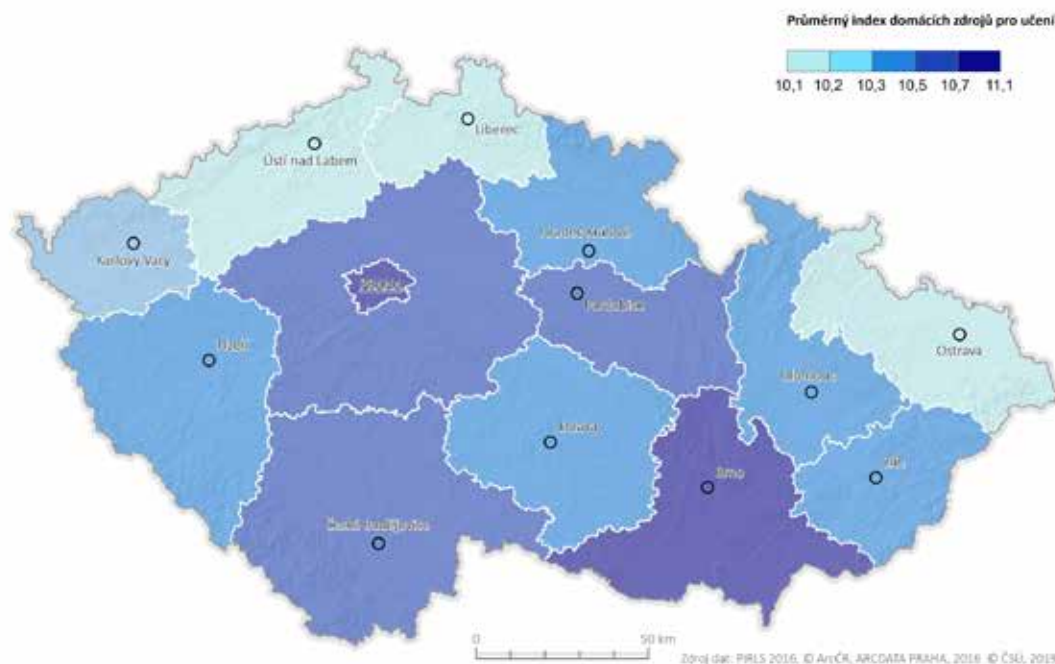 Průměrný index domácích zdrojů pro učení
10,1 10,2 10,3 10,5 10,7 11,1
Liberec
Ústí nad Labem
Hradec Králové
Karlovy Vary
Praha
Pardubice
Ostrava
Plzeň
Olomouc
Jihlava
Zlín
Brno
České Budějovice
0 50 km
Zdroj dat: PIRLS 2016, © ArcČR, ARCDATA PRAHA, 2016 © ČSÚ, 2019